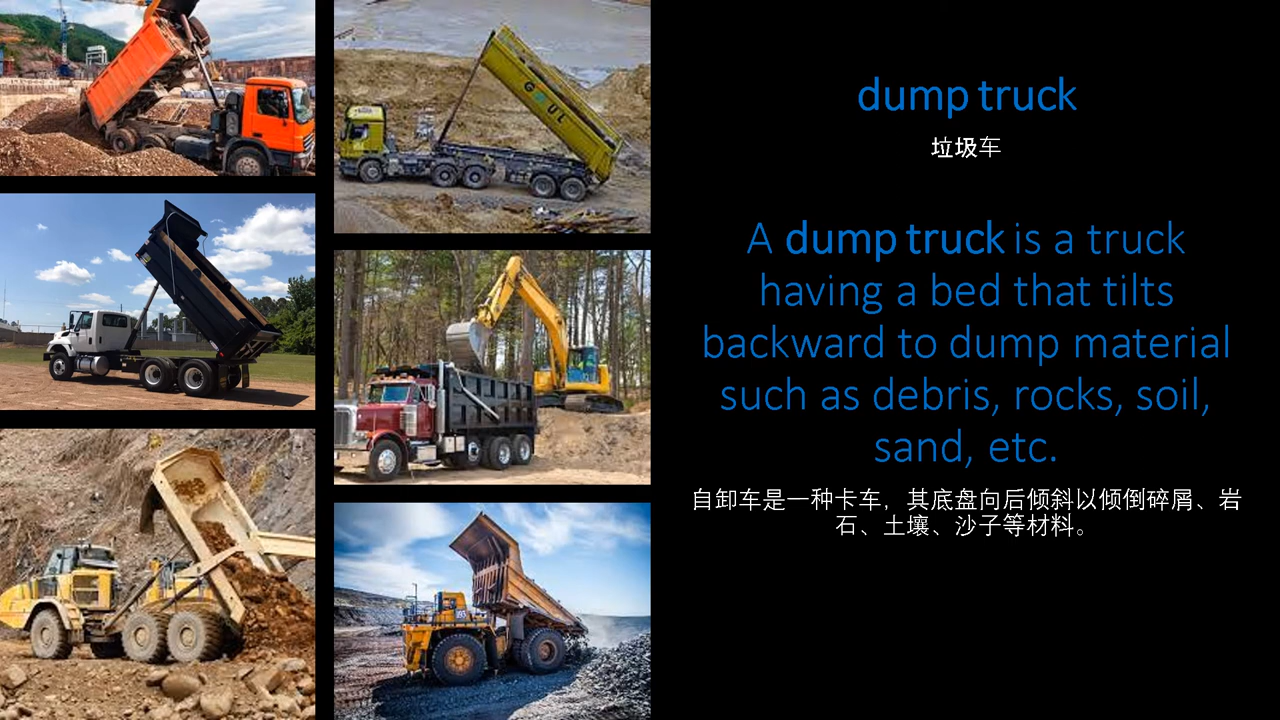 GOUL
dump truck
垃圾车
A dump truck is a truck
having a bed that tilts
backward to dump material
such as debris, rocks, soil,
sand, etc.
自卸车是一种卡车，其底盘向后倾斜以倾倒碎屑、岩
石、土壤、沙子等材料。